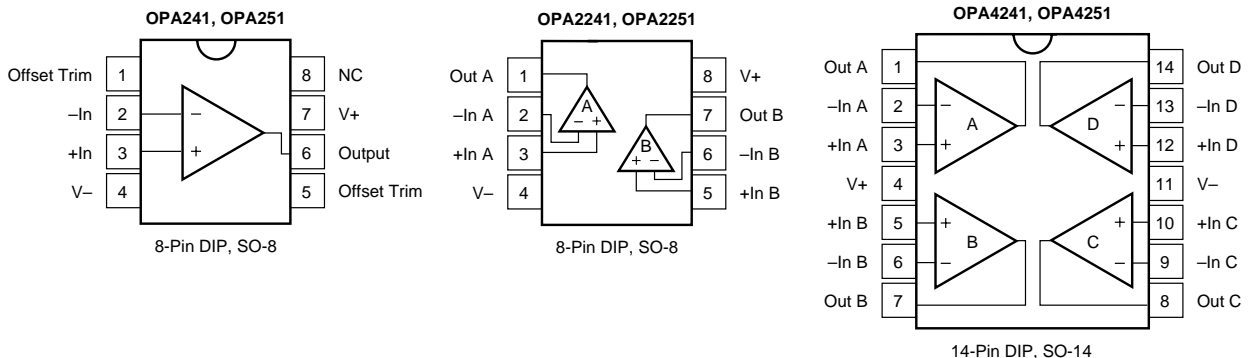 OPA241, OPA251
Offset Trim 1 8 NC
–In 2 – 7 V+
+In 3 + 6 Output
V– 4 5 Offset Trim
8-Pin DIP, SO-8
OPA2241, OPA2251
Out A 1 A 8 V+
–In A 2 – + 7 Out B
+In A 3 B 6 –In B
V– 4 + – 5 +In B
8-Pin DIP, SO-8
OPA4241, OPA4251
Out A 1 14 Out D
–In A 2 – – 13 –In D
A D
+In A 3 + + 12 +In D
V+ 4 11 V–
+In B 5 + + 10 +In C
B C
–In B 6 – – 9 –In C
Out B 7 8 Out C
14-Pin DIP, SO-14